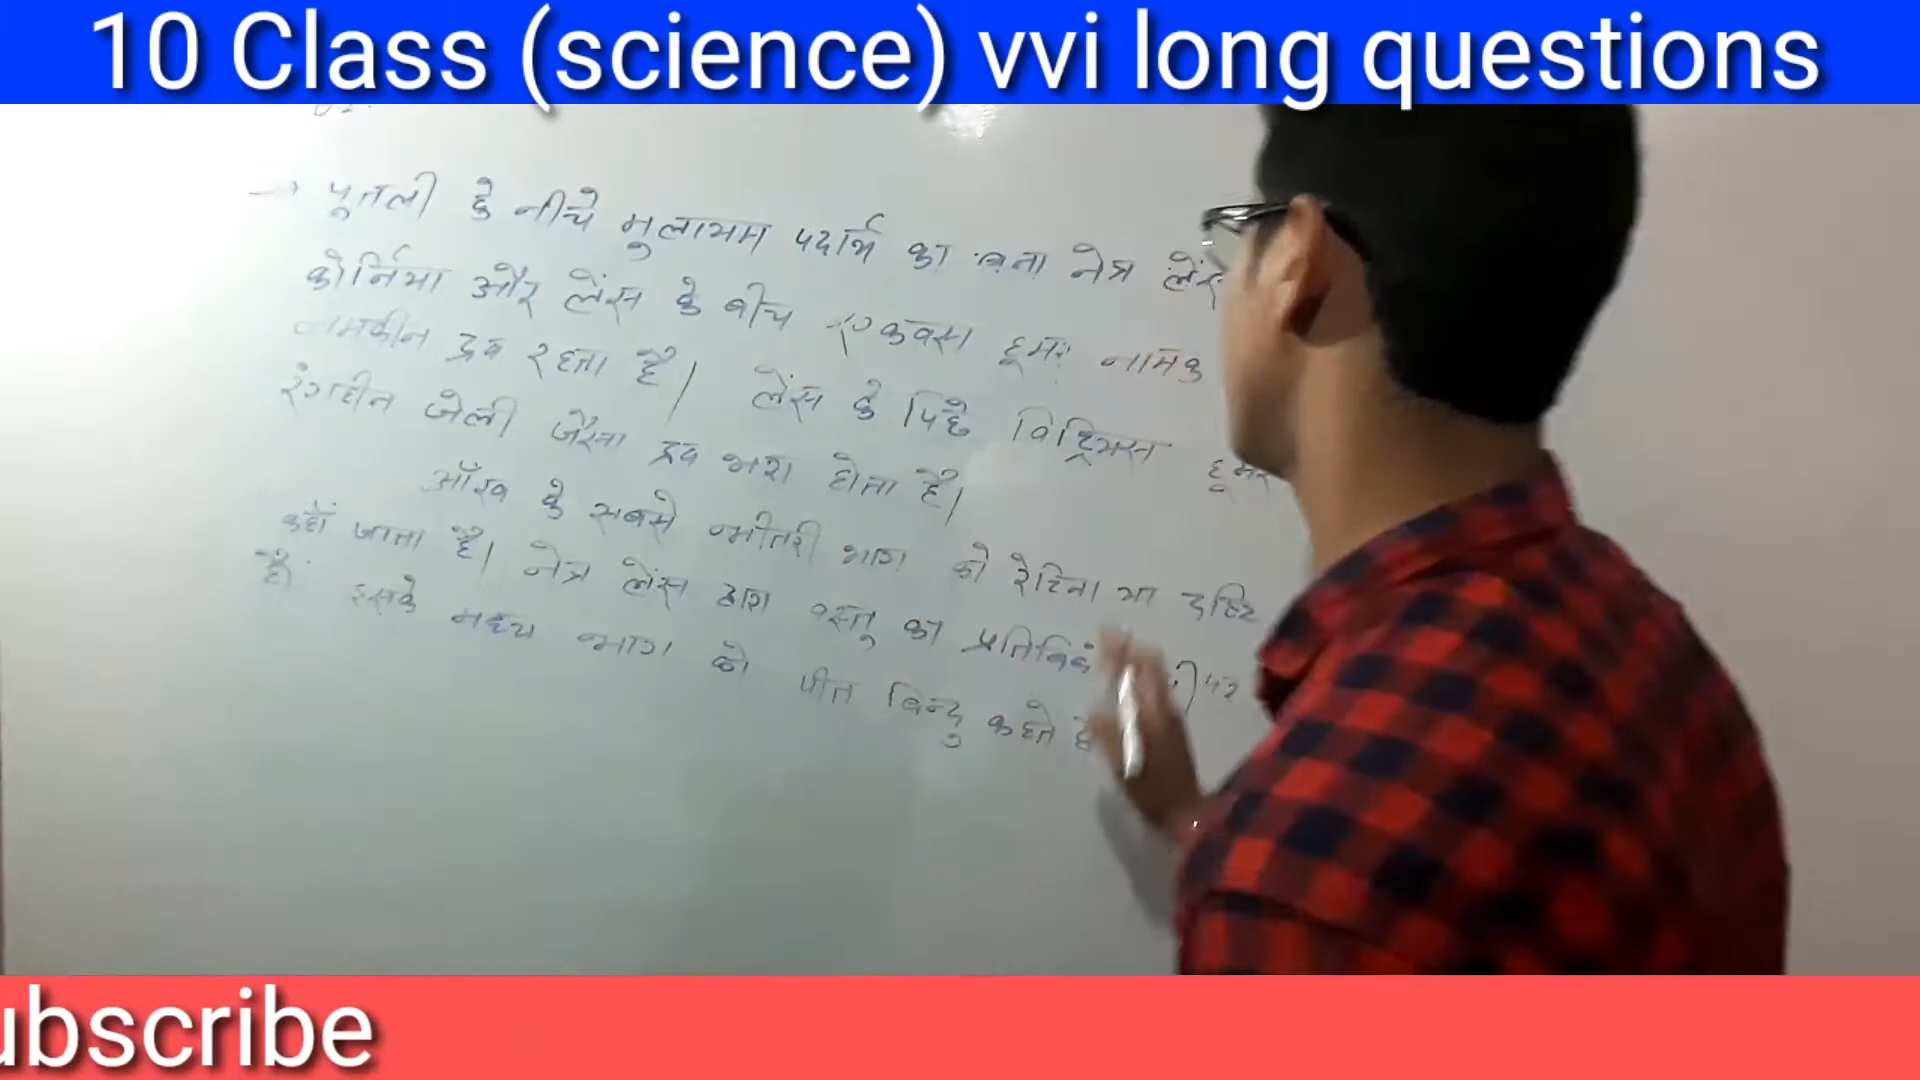 10 Class (science) vvi long questions
→ पूतली के नीचे मुलायम पदार्थ का बना नेत्र लेंस
कोर्निया और लेंस के बीच एकवस ह्यूमर नामक
नमकीन द्रव रहता है। लेंस के पिछे विट्रियस ह्यूमर
रंगहीन जेली जैसा द्रव भरा होता है।
आँख के सबसे भीतरी भाग को रेटिना या दृष्टि
कहाँ जाता है। नेत्र लेंस द्वारा वस्तु का प्रतिबिबं पर
है। इसके मध्य भाग को पीत बिन्दु कहते
ubscribe